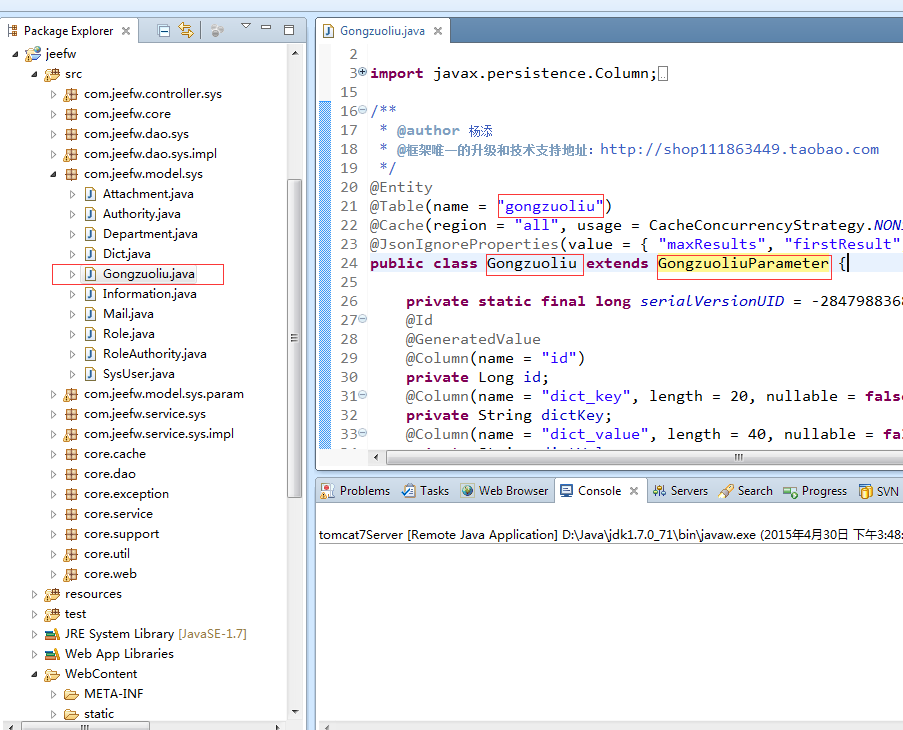 Package Explorer
jeefw
src
com.jeefw.controller.sys
com.jeefw.core
com.jeefw.dao.sys
com.jeefw.dao.sys.impl
com.jeefw.model.sys
Attachment.java
Authority.java
Department.java
Dict.java
Gongzuoliu.java
Information.java
Mail.java
Role.java
RoleAuthority.java
SysUser.java
com.jeefw.model.sys.param
com.jeefw.service.sys
com.jeefw.service.sys.impl
core.cache
core.dao
core.exception
core.service
core.support
core.util
core.web
resources
test
JRE System Library [JavaSE-1.7]
Web App Libraries
WebContent
META-INF
static
Gongzuoliu.java
2
3 import javax.persistence.Column;
15
16 /**
17 * @author 杨添
18 * @框架唯一的升级和技术支持地址：http://shop111863449.taobao.com
19 */
20 @Entity
21 @Table(name = "gongzuoliu")
22 @Cache(region = "all", usage = CacheConcurrencyStrategy.NON
23 @JsonIgnoreProperties(value = { "maxResults", "firstResult"
24 public class Gongzuoliu extends GongzuoliuParameter {
25
26 private static final long serialVersionUID = -284798836
27 @Id
28 @GeneratedValue
29 @Column(name = "id")
30 private Long id;
31 @Column(name = "dict_key", length = 20, nullable = fals
32 private String dictKey;
33 @Column(name = "dict_value", length = 40, nullable = fa
Problems Tasks Web Browser Console Servers Search Progress SVN
tomcat7Server [Remote Java Application] D:\Java\jdk1.7.0_71\bin\javaw.exe (2015年4月30日 下午3:48: